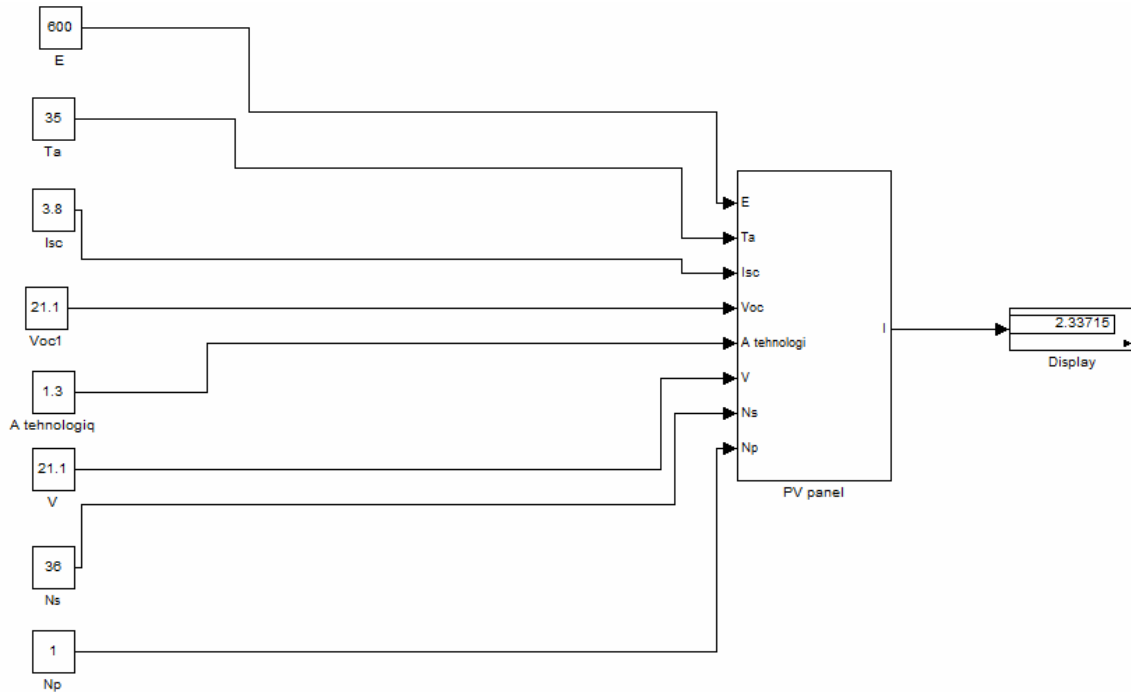 600
E
35
Ta
3.8
Isc
21.1
Voc1
1.3
A tehnologiq
21.1
V
36
Ns
1
Np
E
Ta
Isc
Voc
A tehnologi
V
Ns
Np
I
PV panel
2.33715
Display